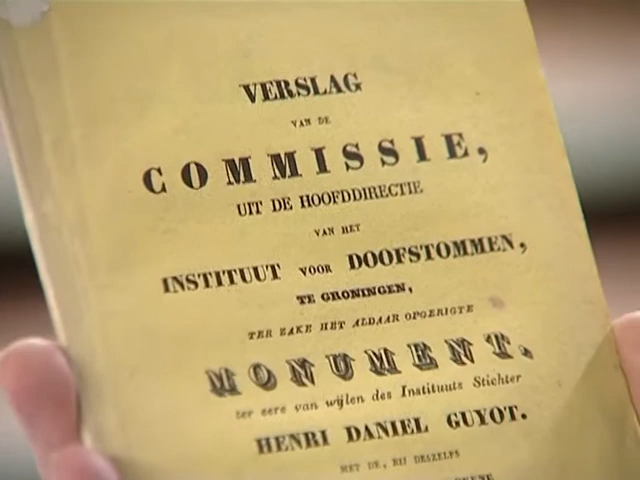 VERSLAG
VAN DE
COMMISSIE,
UIT DE HOOFDDIRECTIE
VAN HET
INSTITUUT VOOR DOOFSTOMMEN,
TE GRONINGEN,
TER ZAKE HET ALDAAR OPGERIGTE
MONUMENT,
ter eere van wijlen des Instituuts Stichter
HENRI DANIEL GUYOT.
MET DE, BIJ DESZELFS